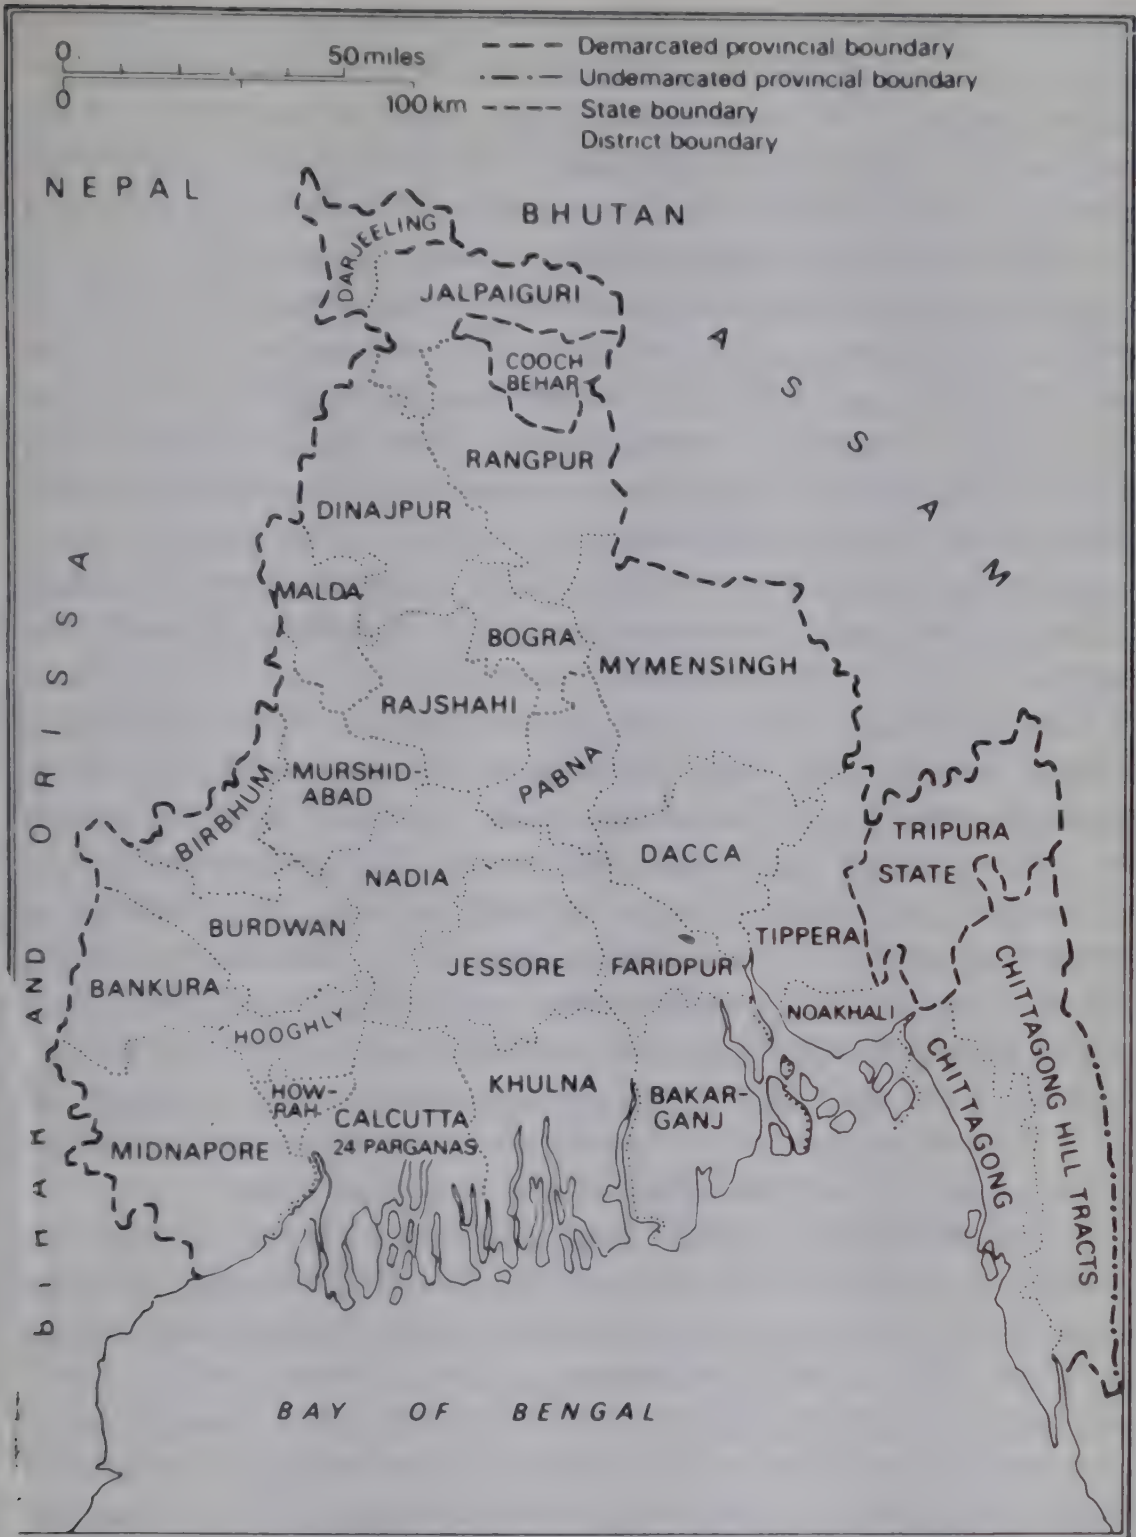 0 50 miles
0 100 km
Demarcated provincial boundary
Undemarcated provincial boundary
State boundary
District boundary
NEPAL
BHUTAN
DARJEELING
JALPAIGURI
ASSAM
COOCH
BEHAR
RANGPUR
DINAJPUR
MALDA
BOGRA
MYMENSINGH
RAJSHAHI
PABNA
MURSHID-
ABAD
BIRBHUM
TRIPURA
STATE
DACCA
NADIA
BURDWAN
TIPPERA
BANKURA
JESSORE
FARIDPUR
NOAKHALI
HOOGHLY
CHITTAGONG
CHITTAGONG HILL TRACTS
HOW-
RAH
CALCUTTA
24 PARGANAS
KHULNA
BAKAR-
GANJ
MIDNAPORE
BIHAR AND ORISSA
BAY OF BENGAL